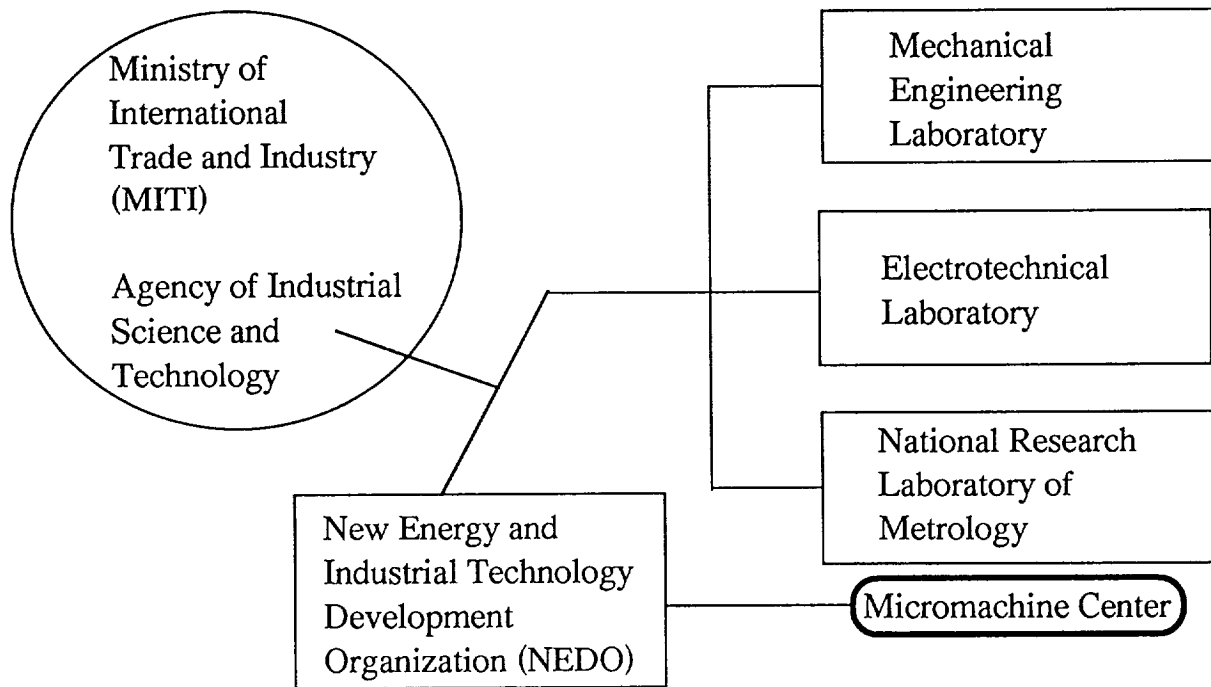 Ministry of
International
Trade and Industry
(MITI)
Agency of Industrial
Science and
Technology
Mechanical
Engineering
Laboratory
Electrotechnical
Laboratory
National Research
Laboratory of
Metrology
New Energy and
Industrial Technology
Development
Organization (NEDO)
Micromachine Center